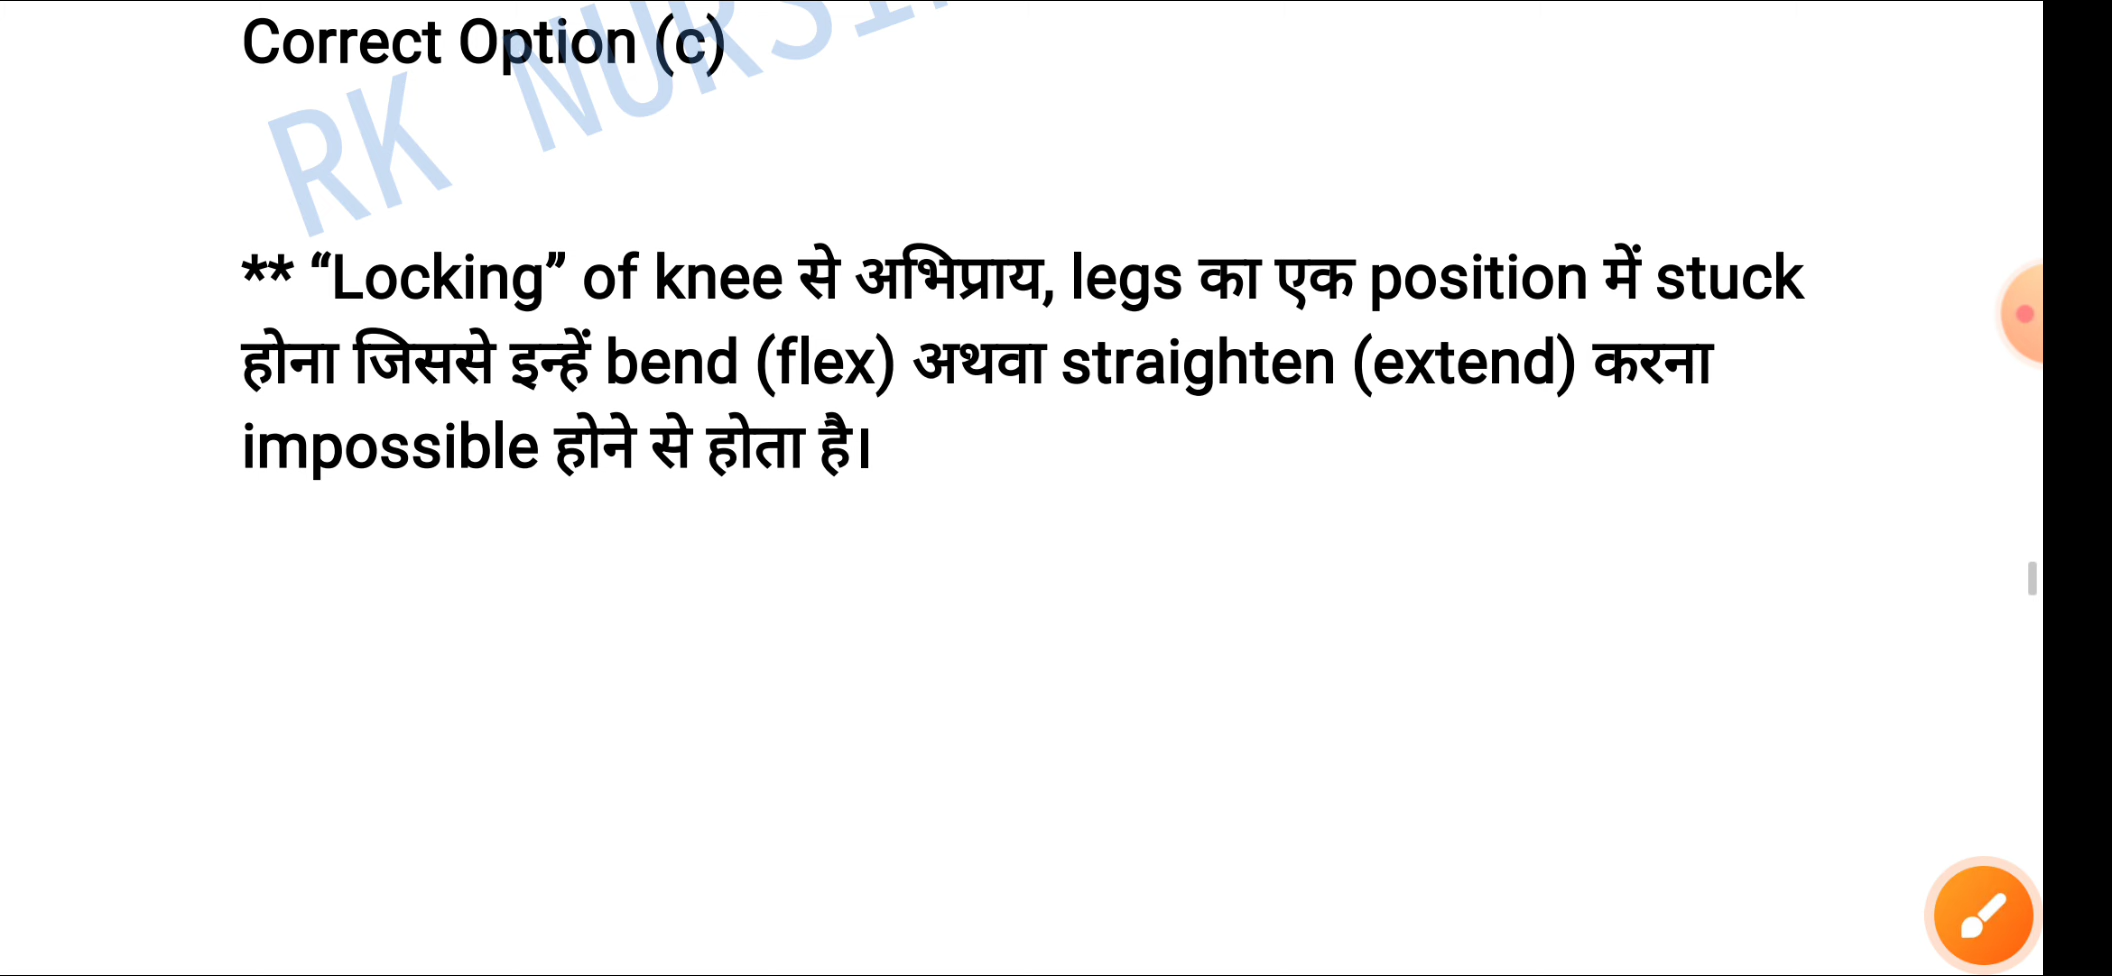 Correct Option (c)
RK NURSI
** “Locking” of knee से अभिप्राय, legs का एक position में stuck
होना जिससे इन्हें bend (flex) अथवा straighten (extend) करना
impossible होने से होता है।